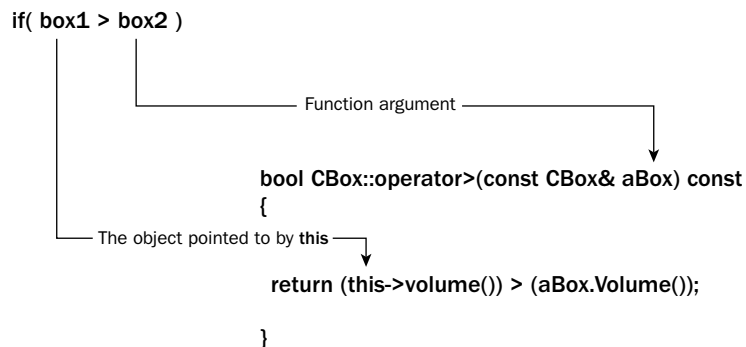 if( box1 > box2 )
Function argument
bool CBox::operator>(const CBox& aBox) const
{
The object pointed to by this
return (this->volume()) > (aBox.Volume());
}